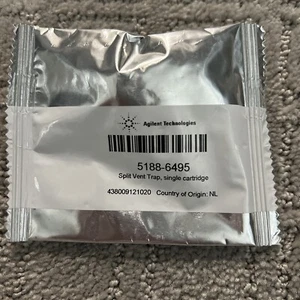 Agilent Technologies
5188-6495
Split Vent Trap, single cartridge
438009121020 Country of Origin: NL